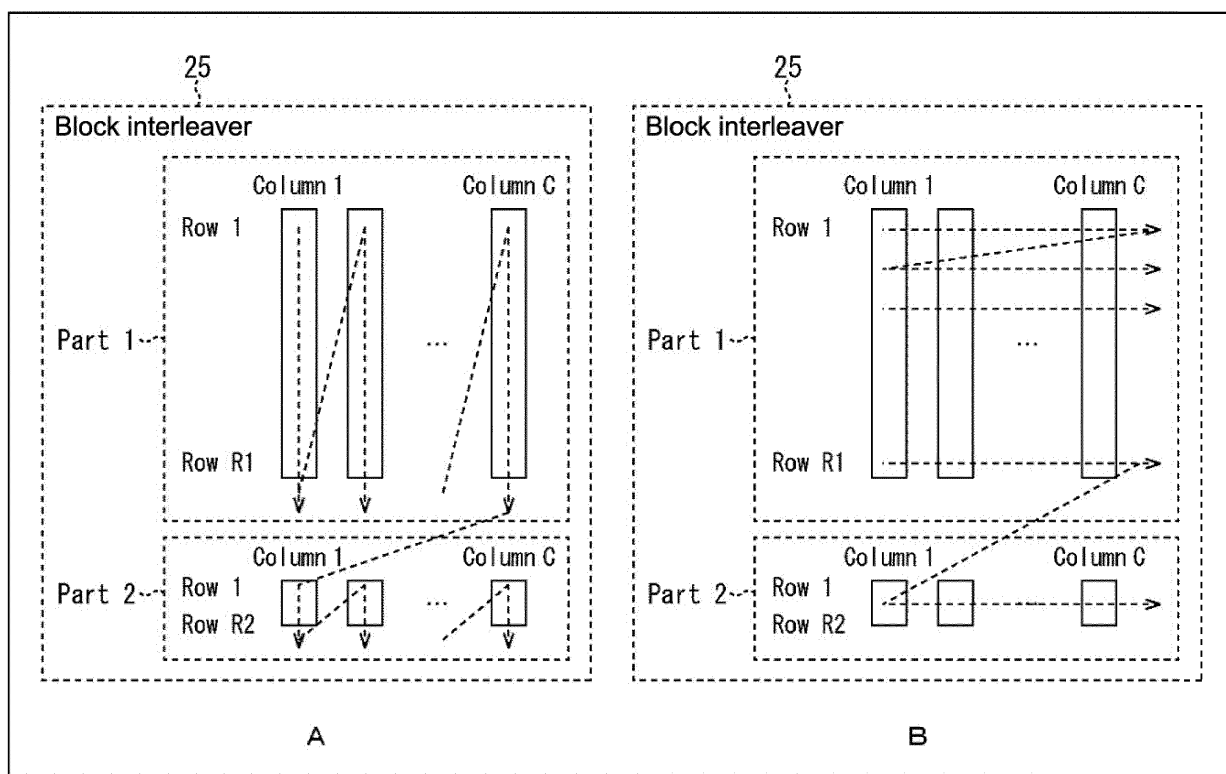 25
Block interleaver
Column 1 Column C
Row 1
Part 1
...
Row R1
Column 1 Column C
Part 2
Row 1
...
Row R2
A
25
Block interleaver
Column 1 Column C
Row 1
Part 1
...
Row R1
Column 1 Column C
Part 2
Row 1
...
Row R2
B